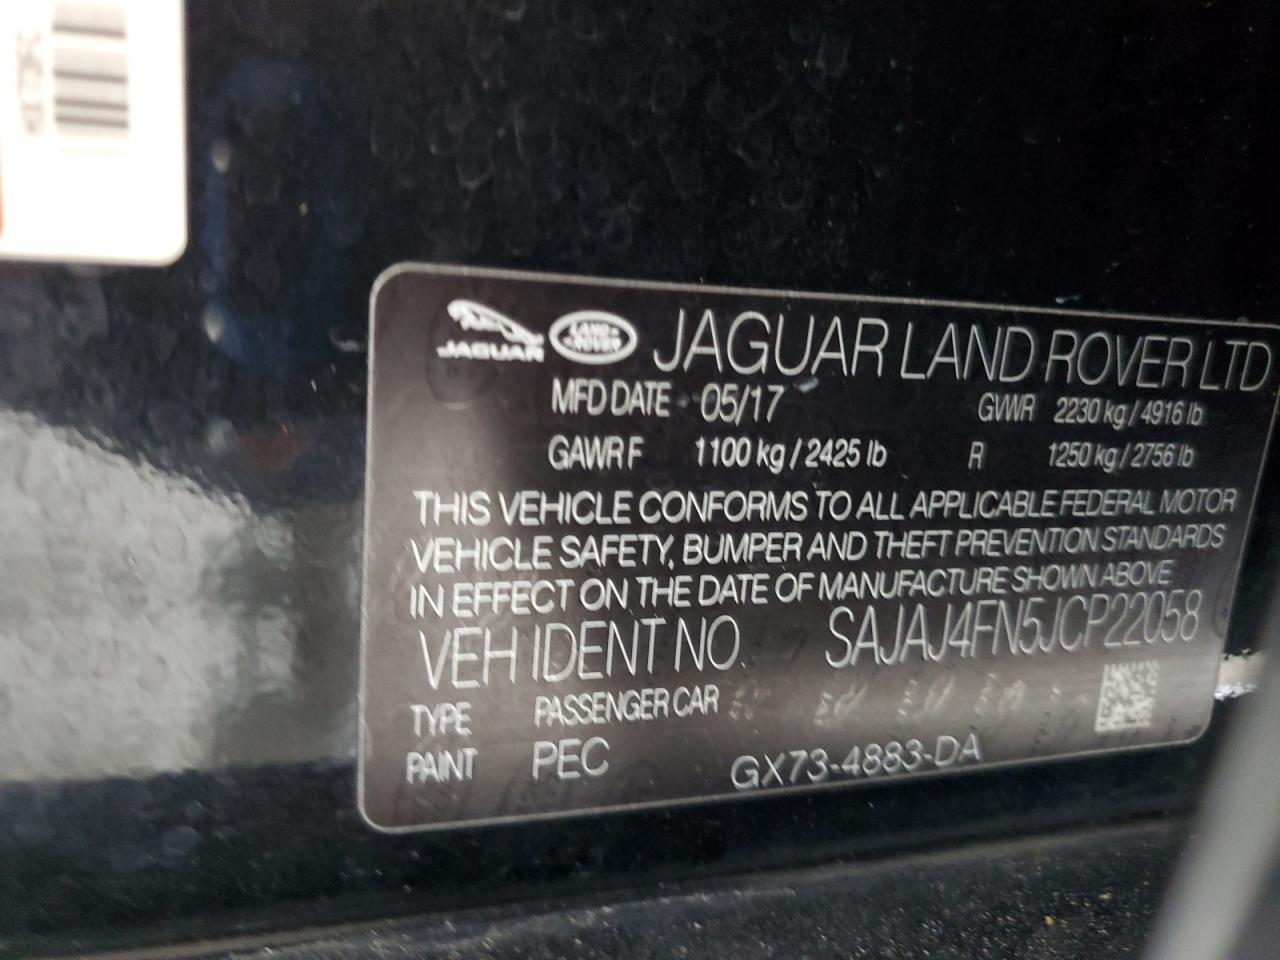 JAGUAR LAND ROVER JAGUAR LAND ROVER LTD
MFD DATE 05/17 GVWR 2230 kg / 4916 lb
GAWR F 1100 kg / 2425 lb R 1250 kg / 2756 lb
THIS VEHICLE CONFORMS TO ALL APPLICABLE FEDERAL MOTOR
VEHICLE SAFETY, BUMPER AND THEFT PREVENTION STANDARDS
IN EFFECT ON THE DATE OF MANUFACTURE SHOWN ABOVE
VEH IDENT NO. SAJAJ4FN5JCP22058
TYPE PASSENGER CAR
PAINT PEC GX73-4883-DA